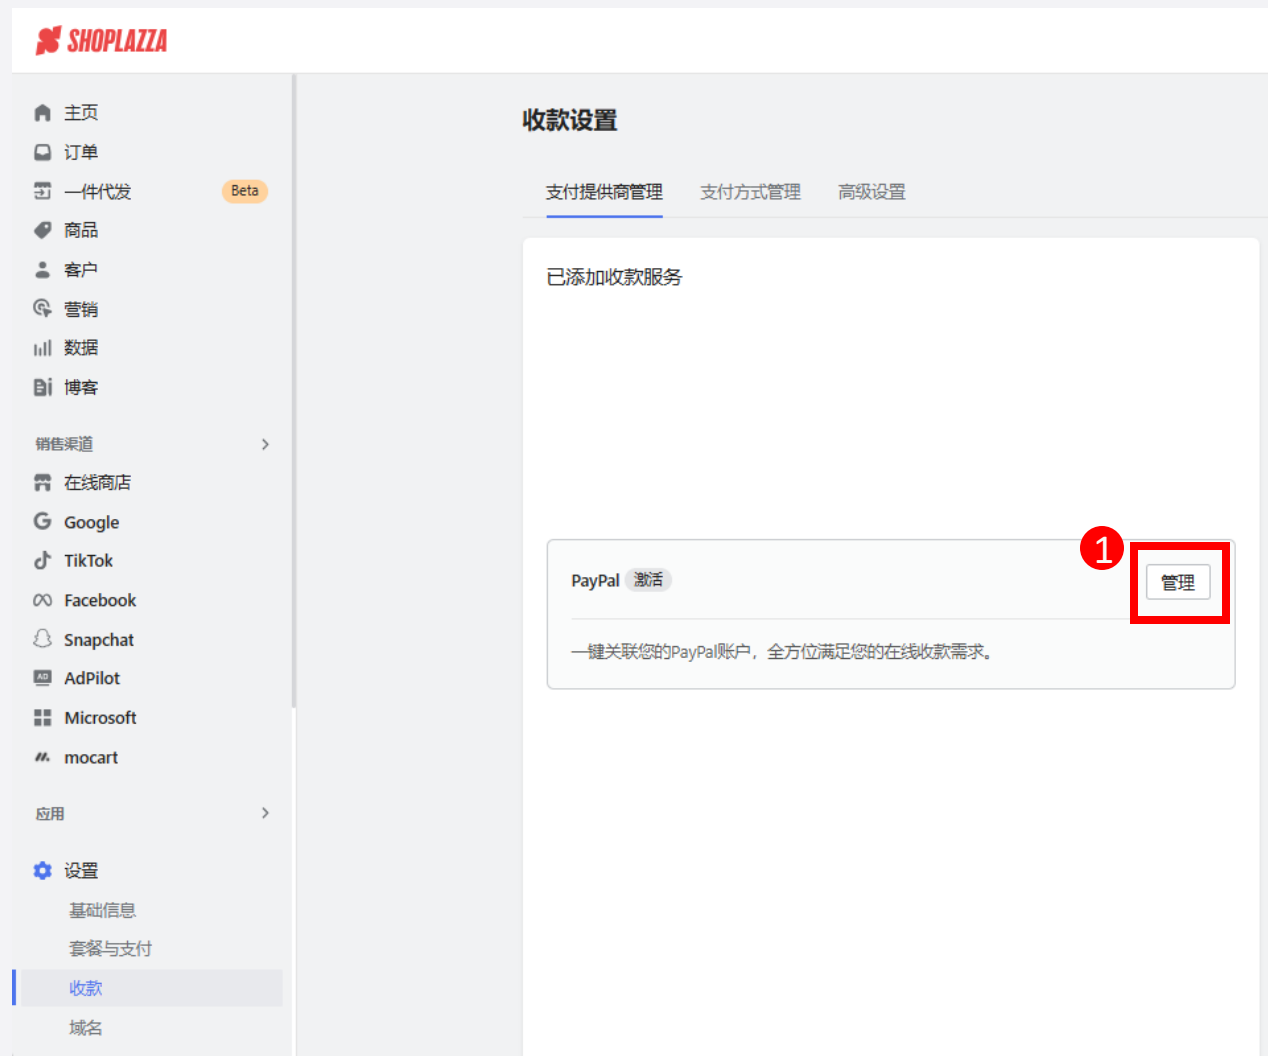 SHOPLAZZA
主页
订单
一件代发 Beta
商品
客户
营销
数据
博客
销售渠道
在线商店
Google
TikTok
Facebook
Snapchat
AD AdPilot
Microsoft
mocart
应用
设置
基础信息
套餐与支付
收款
域名
收款设置
支付提供商管理 支付方式管理 高级设置
已添加收款服务
1
PayPal 激活 管理
一键关联您的PayPal账户，全方位满足您的在线收款需求。